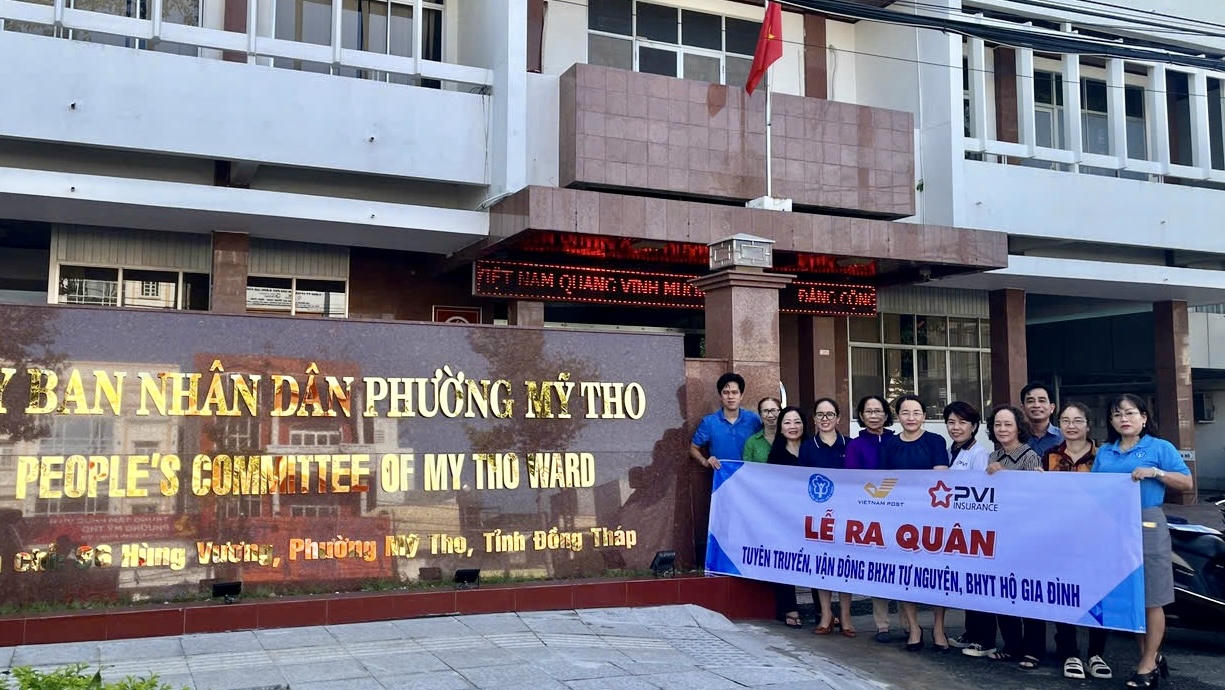 VIỆT NAM QUANG VINH MUÔN
ĐẢNG CỘNG
Y BAN NHÂN DÂN PHƯỜNG MỸ THO
PEOPLE'S COMMITTEE OF MY THO WARD
chỉ: 36 Hùng Vương, Phường Mỹ Tho, Tỉnh Đồng Tháp
VIETNAM POST
PVI
INSURANCE
LỄ RA QUÂN
TUYÊN TRUYỀN, VẬN ĐỘNG BHXH TỰ NGUYỆN, BHYT HỘ GIA ĐÌNH